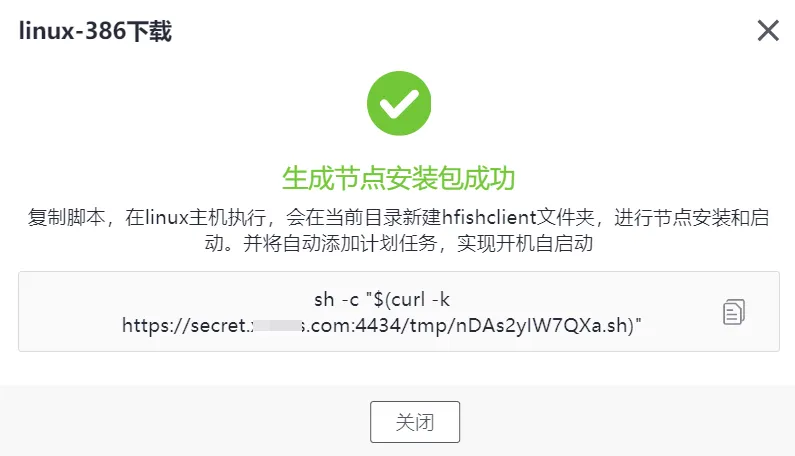 linux-386下载
生成节点安装包成功
复制脚本，在linux主机执行，会在当前目录新建hfishclient文件夹，进行节点安装和启
动。并将自动添加计划任务，实现开机自启动
sh -c "$(curl -k
https://secret.x s.com:4434/tmp/nDAs2yIW7QXa.sh)"
关闭